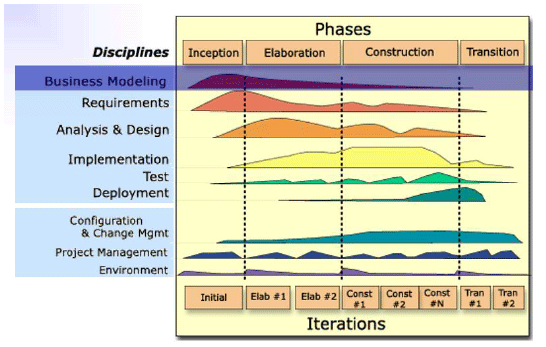 Phases
Disciplines
Inception Elaboration Construction Transition
Business Modeling
Requirements
Analysis & Design
Implementation
Test
Deployment
Configuration
& Change Mgmt
Project Management
Environment
Initial Elab #1 Elab #2 Const #1 Const #2 Const #N Tran #1 Tran #2
Iterations